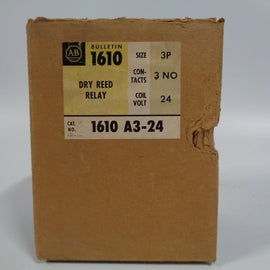 AB
BULLETIN
1610
SIZE 3P
CON-
TACTS 3 NO
DRY REED
RELAY
COIL
VOLT 24
CAT.
NO. 1610 A3-24